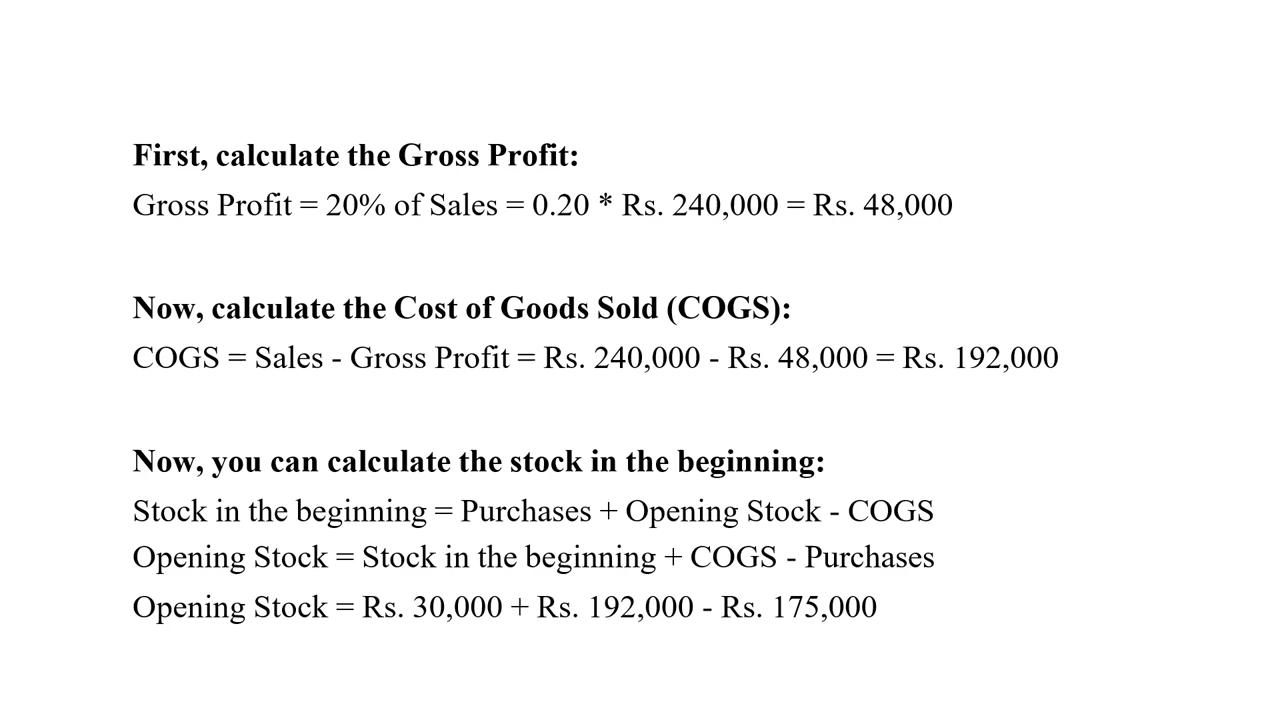 First, calculate the Gross Profit:
Gross Profit = 20% of Sales = 0.20 * Rs. 240,000 = Rs. 48,000
Now, calculate the Cost of Goods Sold (COGS):
COGS = Sales - Gross Profit = Rs. 240,000 - Rs. 48,000 = Rs. 192,000
Now, you can calculate the stock in the beginning:
Stock in the beginning = Purchases + Opening Stock - COGS
Opening Stock = Stock in the beginning + COGS - Purchases
Opening Stock = Rs. 30,000 + Rs. 192,000 - Rs. 175,000